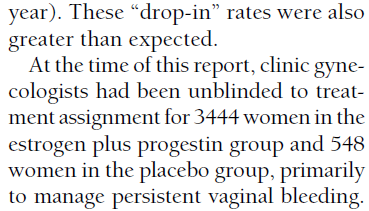 year). These “drop-in” rates were also
greater than expected.
At the time of this report, clinic gyne-
cologists had been unblinded to treat-
ment assignment for 3444 women in the
estrogen plus progestin group and 548
women in the placebo group, primarily
to manage persistent vaginal bleeding.